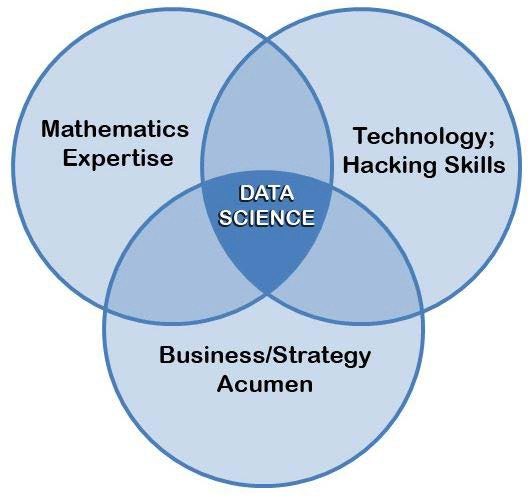 Mathematics
Expertise
Technology;
Hacking Skills
DATA
SCIENCE
Business/Strategy
Acumen